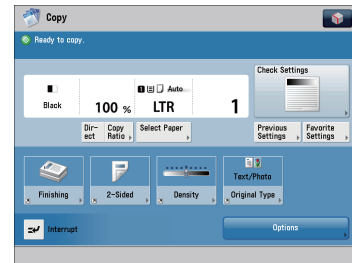 Copy
Ready to copy.
Check Settings
1 Auto
Black
100 %
LTR
1
Dir-
ect
Copy
Ratio
Select Paper
Previous
Settings
Favorite
Settings
Text/Photo
Finishing
2-Sided
Density
Original Type
Interrupt
Options